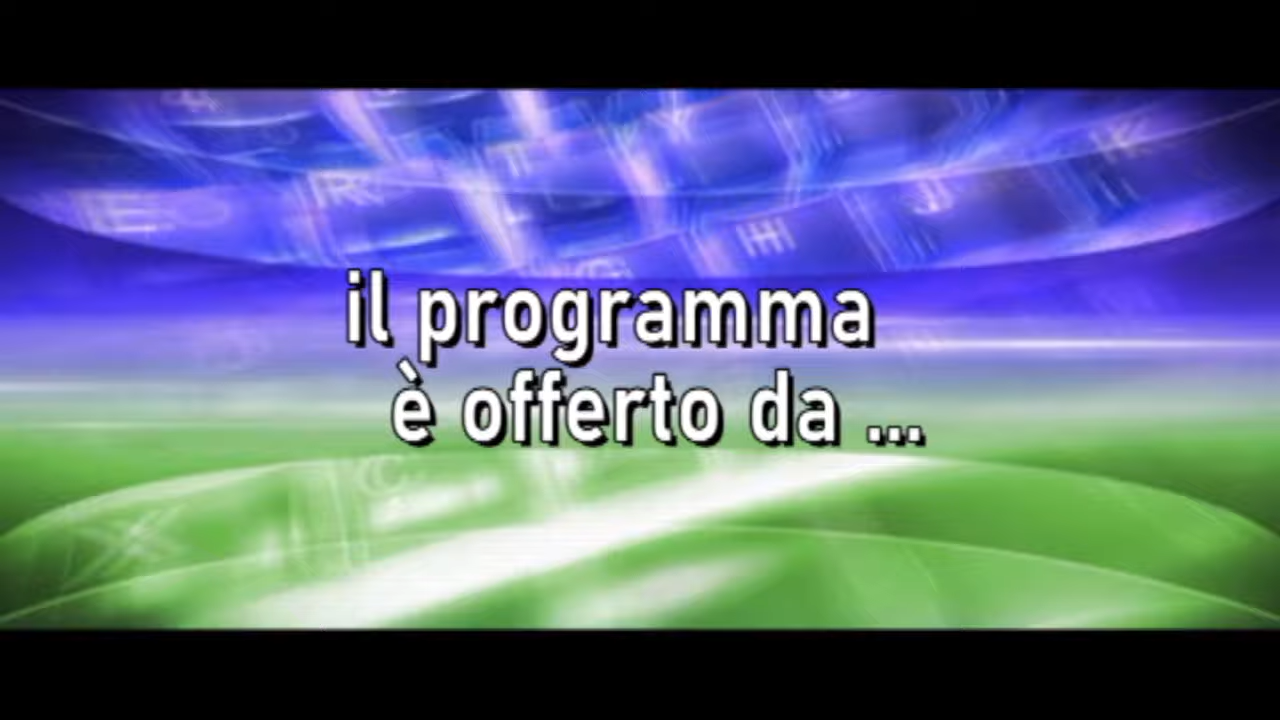 il programma
è offerto da ...